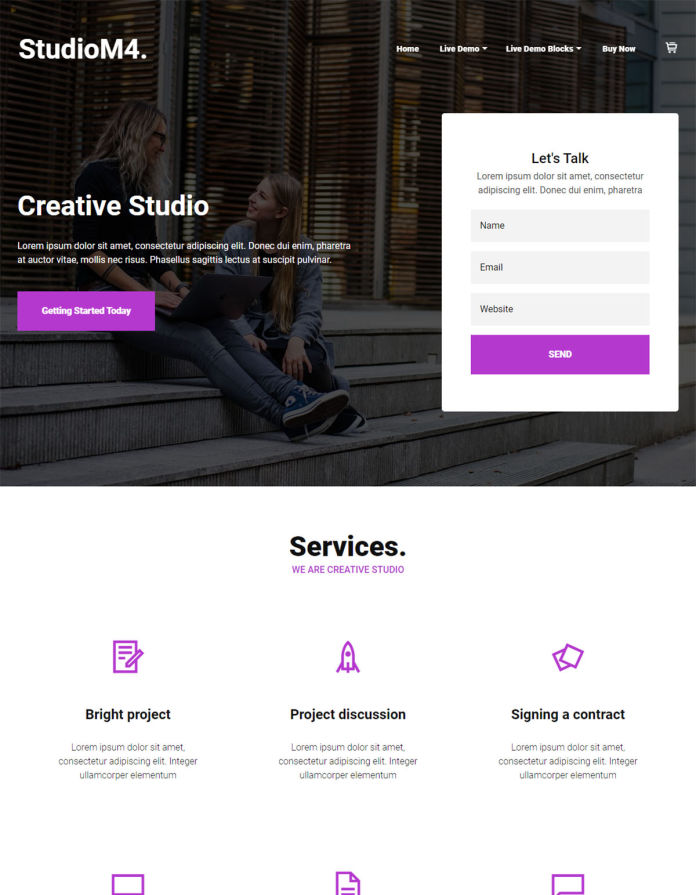 StudioM4.
Home Live Demo Live Demo Blocks Buy Now
Creative Studio
Lorem ipsum dolor sit amet, consectetur adipiscing elit. Donec dui enim, pharetra
at auctor vitae, mollis nec risus. Phasellus sagittis lectus at suscipit pulvinar.
Getting Started Today
Let's Talk
Lorem ipsum dolor sit amet, consectetur
adipiscing elit. Donec dui enim, pharetra
Name
Email
Website
SEND
Services.
WE ARE CREATIVE STUDIO
Bright project
Lorem ipsum dolor sit amet,
consectetur adipiscing elit. Integer
ullamcorper elementum
Project discussion
Lorem ipsum dolor sit amet,
consectetur adipiscing elit. Integer
ullamcorper elementum
Signing a contract
Lorem ipsum dolor sit amet,
consectetur adipiscing elit. Integer
ullamcorper elementum